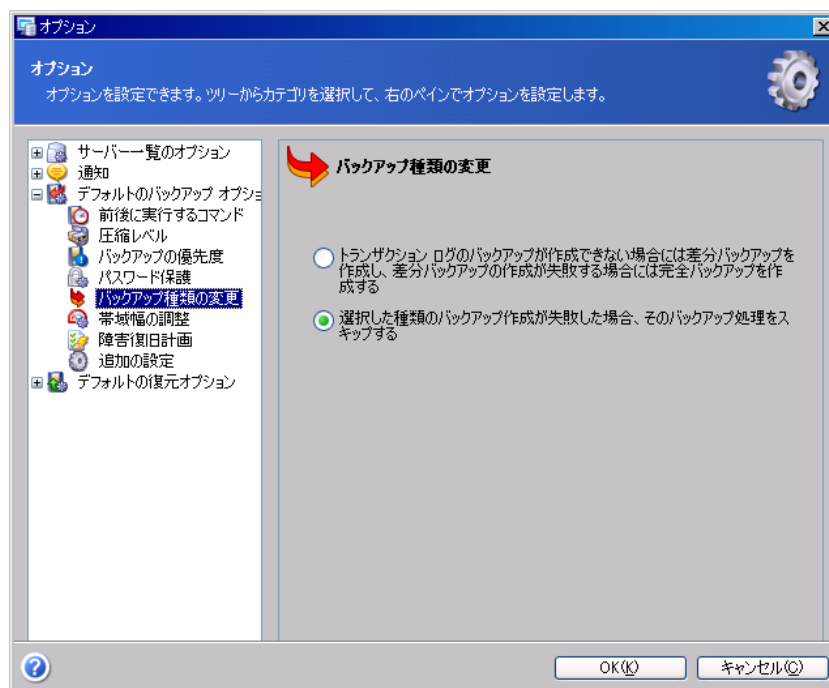 オプション
オプション
オプションを設定できます。ツリーからカテゴリを選択して、右のペインでオプションを設定します。
サーバー一覧のオプション
通知
デフォルトのバックアップ オプショ
前後に実行するコマンド
圧縮レベル
バックアップの優先度
パスワード保護
バックアップ種類の変更
帯域幅の調整
障害復旧計画
追加の設定
デフォルトの復元オプション
バックアップ種類の変更
トランザクション ログのバックアップが作成できない場合には差分バックアップを
作成し、差分バックアップの作成が失敗する場合には完全バックアップを作
成する
選択した種類のバックアップ作成が失敗した場合、そのバックアップ処理をス
キップする
OK(K)
キャンセル(C)